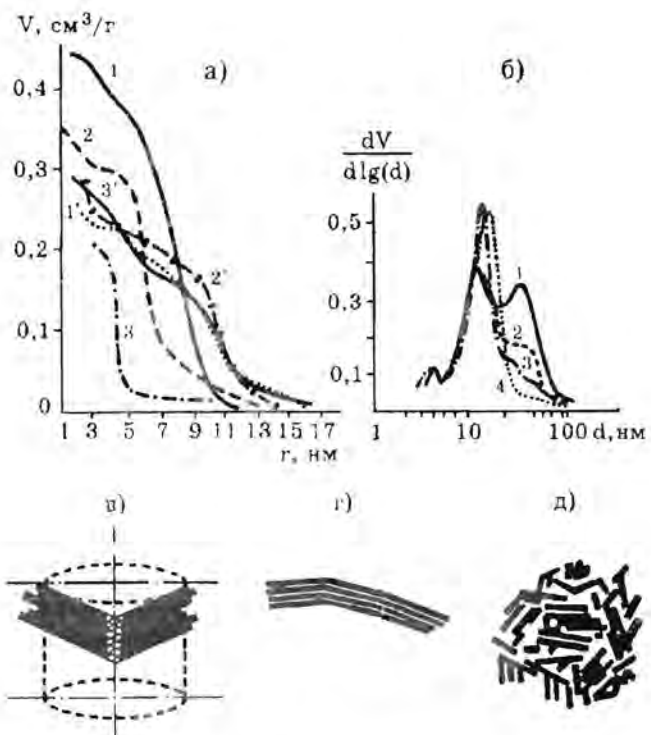 V, см³/г
а)
б)
0,4
0,3
0,2
0,1
0
1
2
3'
1'
2'
3
1 3 5 7 9 11 13 15 17
r, нм
dV
dlg(d)
0,5
0,3
0,1
1
2
3
4
1 10 100 d, нм
в)
г)
д)